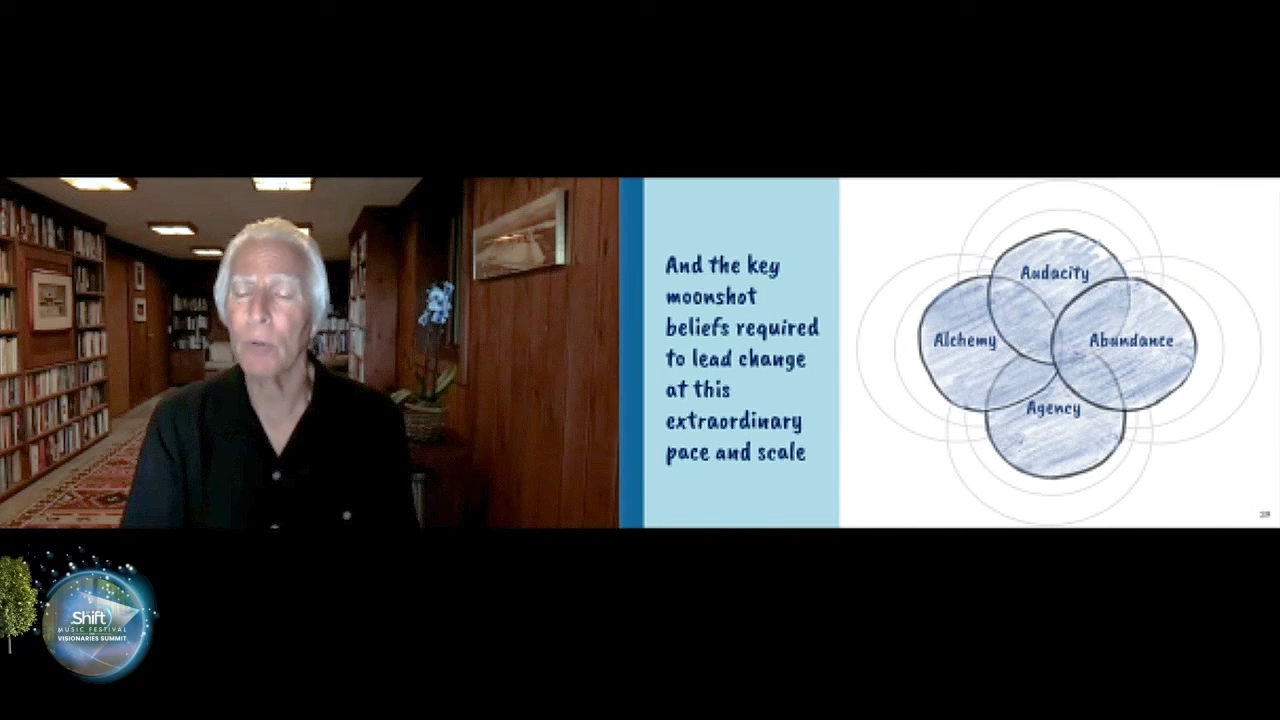 And the key
moonshot
beliefs required
to lead change
at this
extraordinary
pace and scale
Audacity
Alchemy
Abundance
Agency
Shift
MUSIC FESTIVAL
VISIONARIES SUMMIT